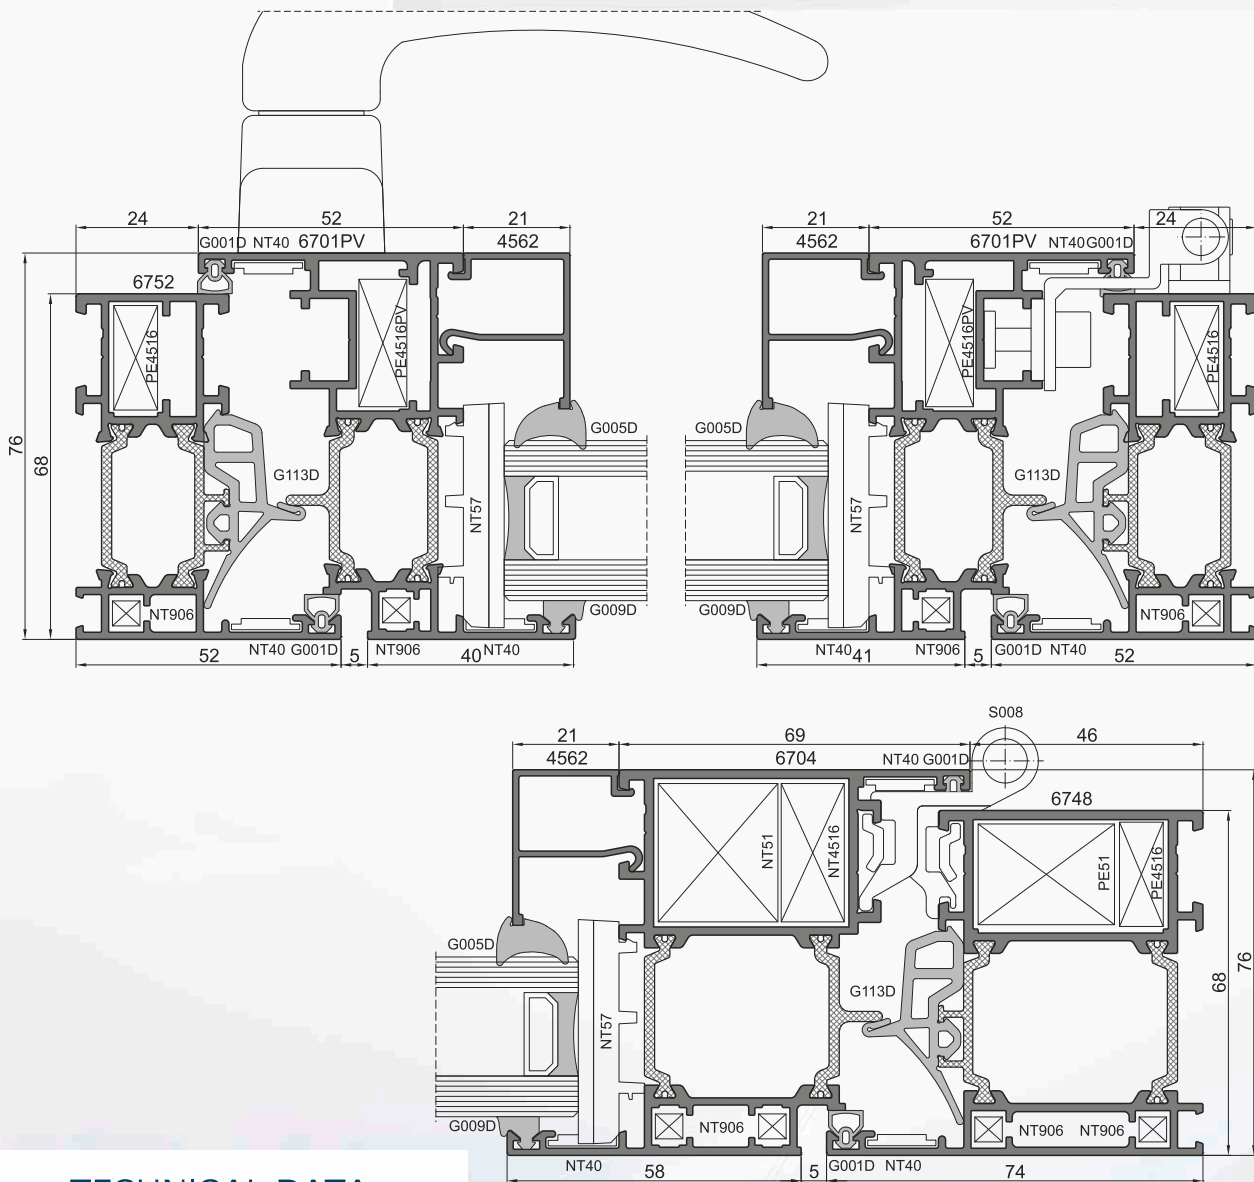 24 52 21
G001D NT40 6701PV 4562
6752
PE4516
PE4516PV
76
68
G005D
G113D
NT57
NT906
G009D
NT40 G001D NT906 NT40
52 5 40
21 52 24
4562 6701PV NT40 G001D
PE4516PV
PE4516
G005D
G113D
NT57
G009D
NT906
NT40 NT906 G001D NT40
41 5 52
S008
21 69 46
4562 6704 NT40 G001D
6748
NT51
NT4516
PE51
PE4516
G005D
G113D
68
76
NT57
G009D
NT906 NT906 NT906
NT40 G001D NT40
58 5 74
TECHNICAL DATA